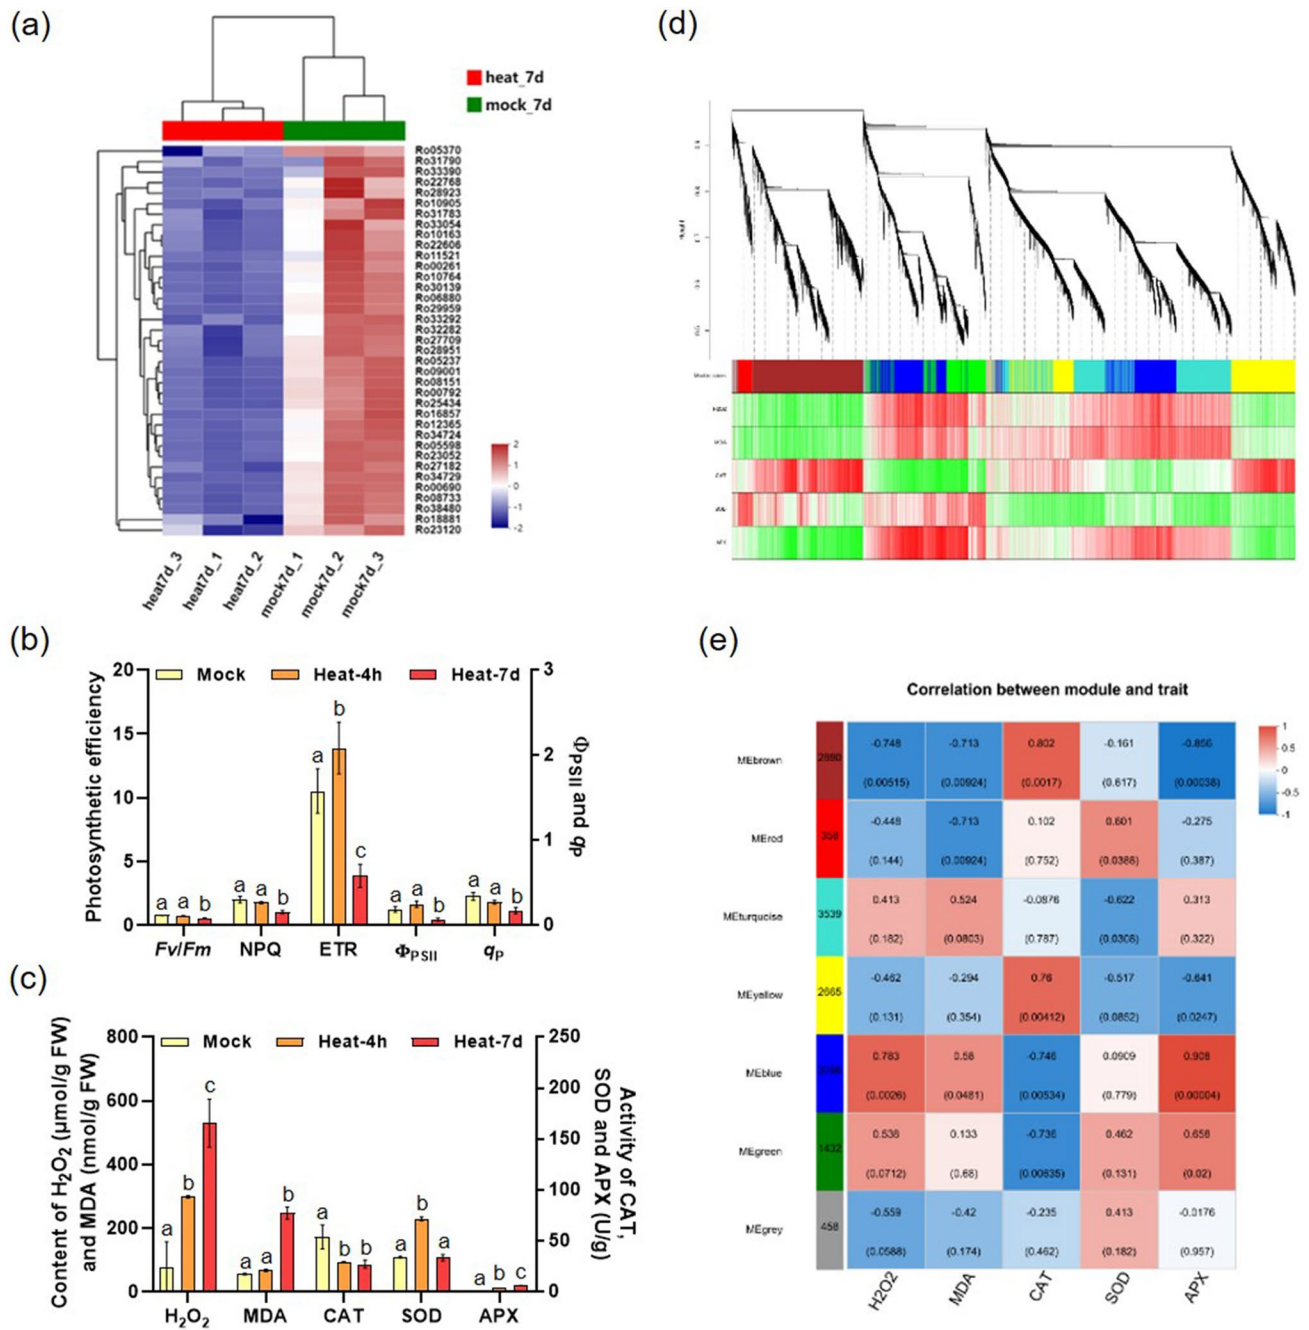 (a)
heat_7d
mock_7d
Ro05370
Ro31790
Ro33390
Ro22768
Ro28923
Ro10905
Ro31783
Ro33054
Ro10163
Ro22606
Ro11521
Ro00261
Ro10764
Ro30139
Ro06880
Ro29959
Ro33292
Ro32282
Ro27709
Ro28951
Ro05237
Ro09001
Ro08151
Ro00792
Ro25434
Ro16857
Ro12365
Ro34724
Ro05598
Ro23052
Ro27182
Ro34729
Ro00690
Ro08733
Ro38480
Ro18881
Ro23120
2
1
0
-1
-2
heat7d_3
heat7d_1
heat7d_2
mock7d_1
mock7d_2
mock7d_3
(b)
Mock Heat-4h Heat-7d
Photosynthetic efficiency
20
15
10
5
0
3
2
1
0
ΦPSII and qP
a a b
a a b
a b c
a a b
a a b
Fv/Fm NPQ ETR ΦPSII qP
(c)
Mock Heat-4h Heat-7d
Content of H2O2 (μmol/g FW)
and MDA (nmol/g FW)
800
600
400
200
0
250
200
150
100
50
0
Activity of CAT,
SOD and APX (U/g)
a b c
a a b
a b b
a b a
a b c
H2O2 MDA CAT SOD APX
(d)
(e)
Correlation between module and trait
MEbrown 2880 -0.748 -0.713 0.802 -0.161 -0.856
(0.00515) (0.00924) (0.0017) (0.617) (0.00038)
MEred 358 -0.448 -0.713 0.102 0.601 -0.275
(0.144) (0.00924) (0.752) (0.0386) (0.387)
MEturquoise 3539 0.413 0.524 -0.0876 -0.622 0.313
(0.182) (0.0803) (0.787) (0.0308) (0.322)
MEyellow 2665 -0.462 -0.294 0.76 -0.517 -0.641
(0.131) (0.354) (0.00412) (0.0852) (0.0247)
MEblue 0.783 0.58 -0.746 0.0909 0.908
(0.0026) (0.0481) (0.00534) (0.779) (0.00004)
MEgreen 1432 0.538 0.133 -0.736 0.462 0.658
(0.0712) (0.68) (0.00635) (0.131) (0.02)
MEgrey 458 -0.559 -0.42 -0.235 0.413 -0.0176
(0.0588) (0.174) (0.462) (0.182) (0.957)
H2O2 MDA CAT SOD APX
1
0.5
0
-0.5
-1